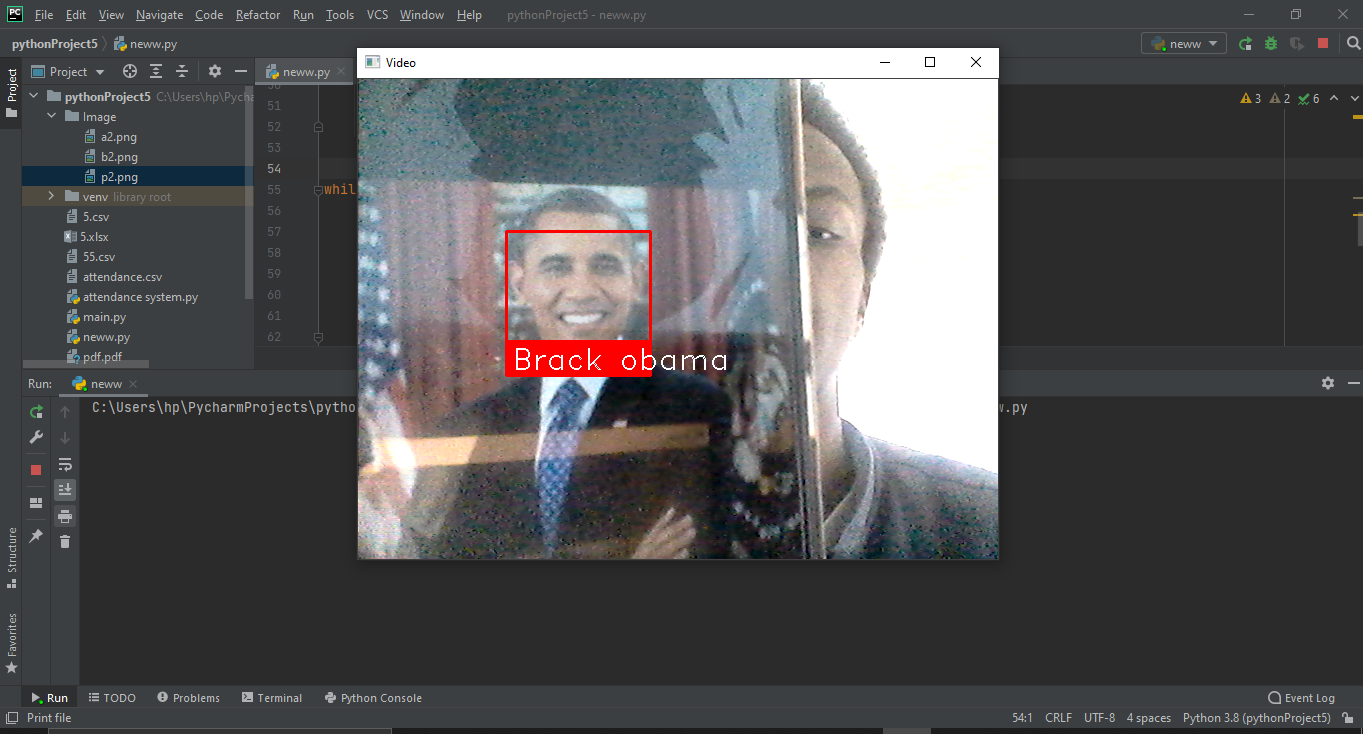 PC File Edit View Navigate Code Refactor Run Tools VCS Window Help pythonProject5 - neww.py
pythonProject5 neww.py neww
Project neww.py
Video
Project
pythonProject5 C:\Users\hp\Pycha
Image
a2.png
b2.png
p2.png
venv library root
5.csv
5.xlsx
55.csv
attendance.csv
attendance system.py
main.py
neww.py
pdf.pdf
51
52
53
54
55 whil
56
57
58
59
60
61
62
3 2 6
Brack obama
Run: neww
C:\Users\hp\PycharmProjects\pytho w.py
Structure
Favorites
Run TODO Problems Terminal Python Console Event Log
Print file 54:1 CRLF UTF-8 4 spaces Python 3.8 (pythonProject5)